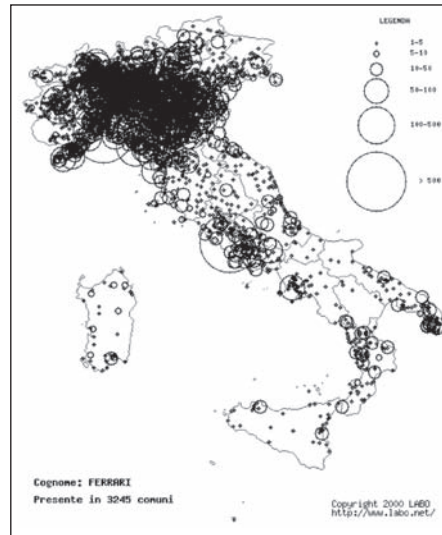 LEGENDA
1-5
5-10
10-50
50-100
100-500
> 500
Cognome: FERRARI
Presente in 3245 comuni
Copyright 2000 LABO
http://www.labo.net/